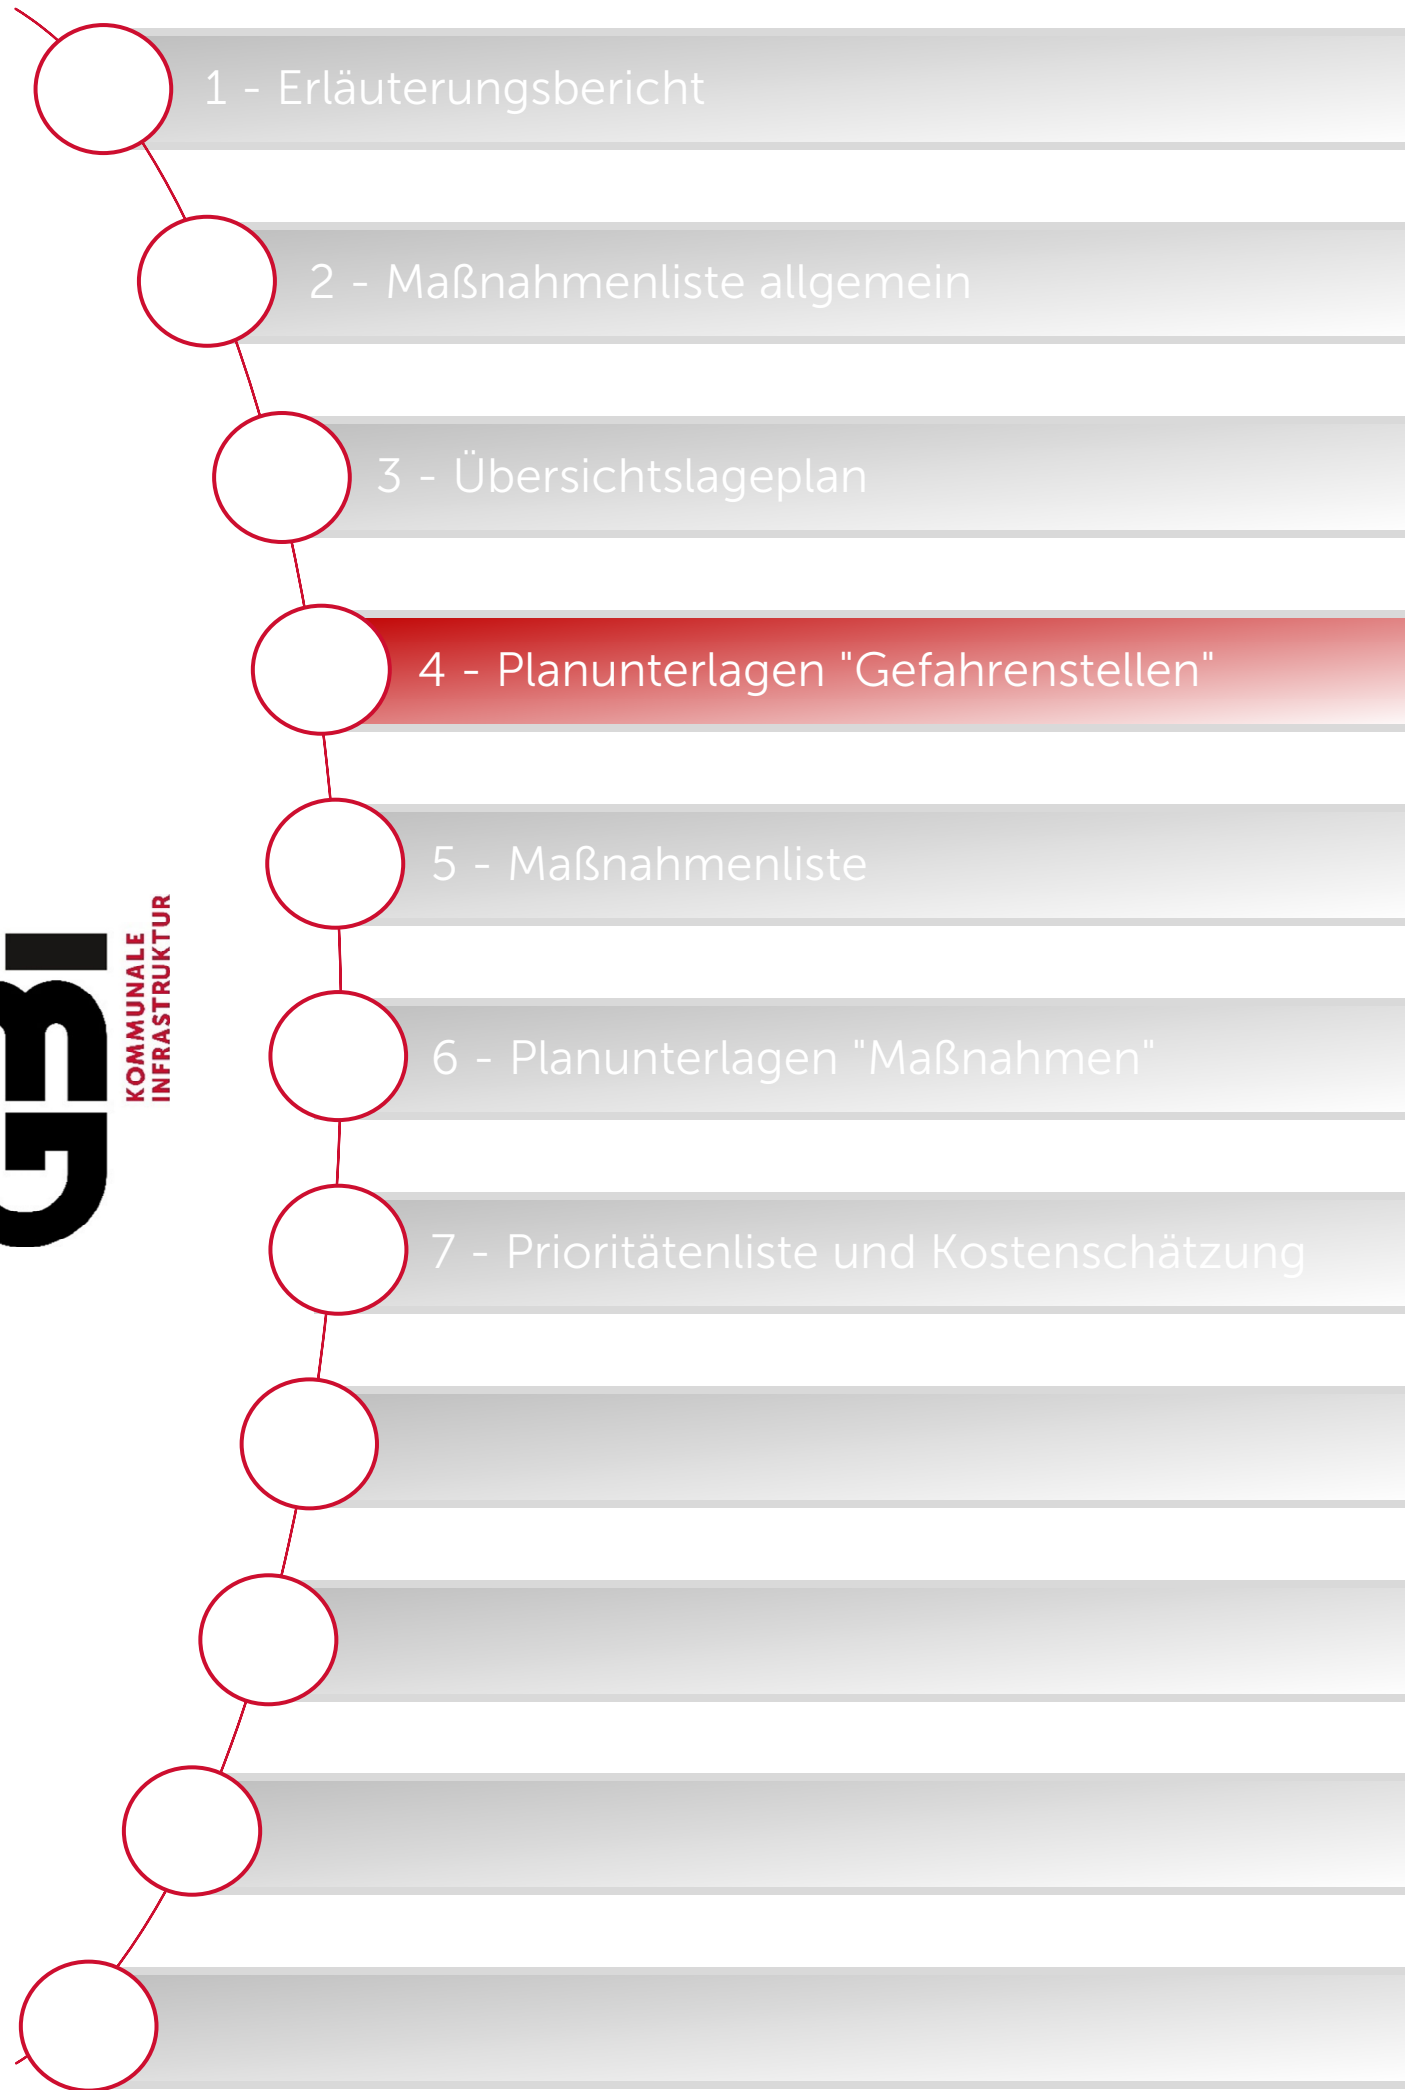 1 - Erläuterungsbericht
2 - Maßnahmenliste allgemein
3 - Übersichtslageplan
4 - Planunterlagen "Gefahrenstellen"
5 - Maßnahmenliste
6 - Planunterlagen "Maßnahmen"
7 - Prioritätenliste und Kostenschätzung
KOMMUNALE
INFRASTRUKTUR